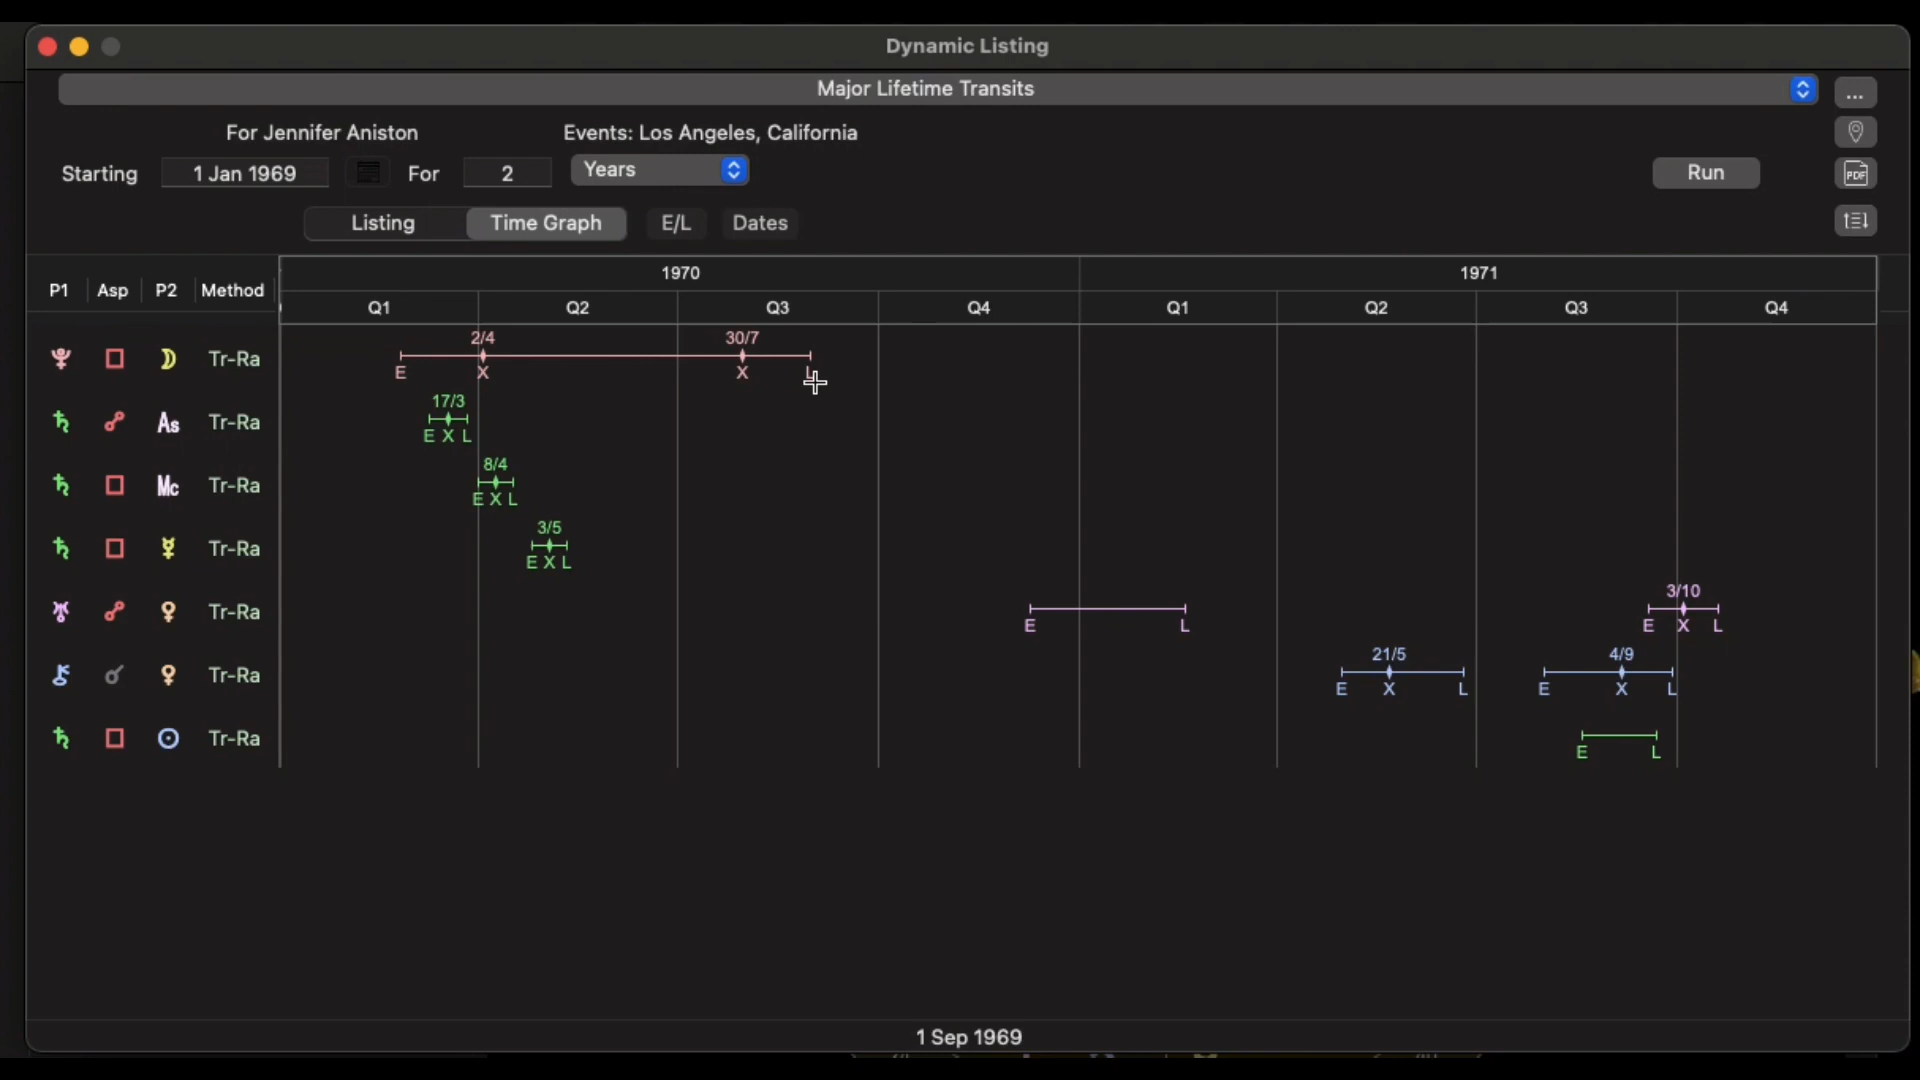 Dynamic Listing
Major Lifetime Transits
...
For Jennifer Aniston Events: Los Angeles, California
Starting 1 Jan 1969 For 2 Years Run
PDF
Listing Time Graph E/L Dates
1970 1971
P1 Asp P2 Method
Q1 Q2 Q3 Q4 Q1 Q2 Q3 Q4
2/4 30/7
Tr-Ra
E X X L
17/3
As Tr-Ra
E X L
8/4
Mc Tr-Ra
E X L
3/5
Tr-Ra
E X L
3/10
Tr-Ra
E L E X L
21/5 4/9
Tr-Ra
E X L E X L
Tr-Ra
E L
1 Sep 1969